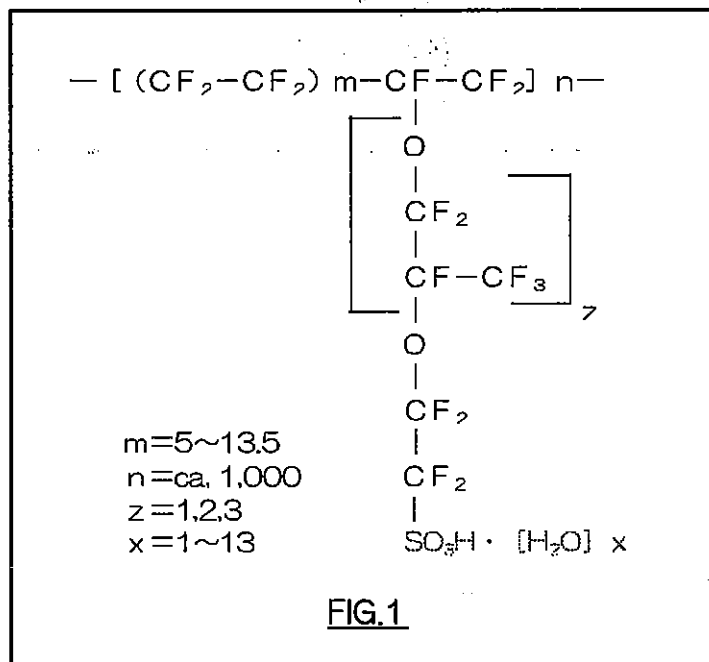 — [ (CF₂—CF₂) m—CF—CF₂] n—
O
CF₂
CF—CF₃
z
O
CF₂
m=5~13.5
CF₂
n=ca, 1,000
z=1,2,3
x=1~13
SO₃H · [H₂O] x
FIG.1